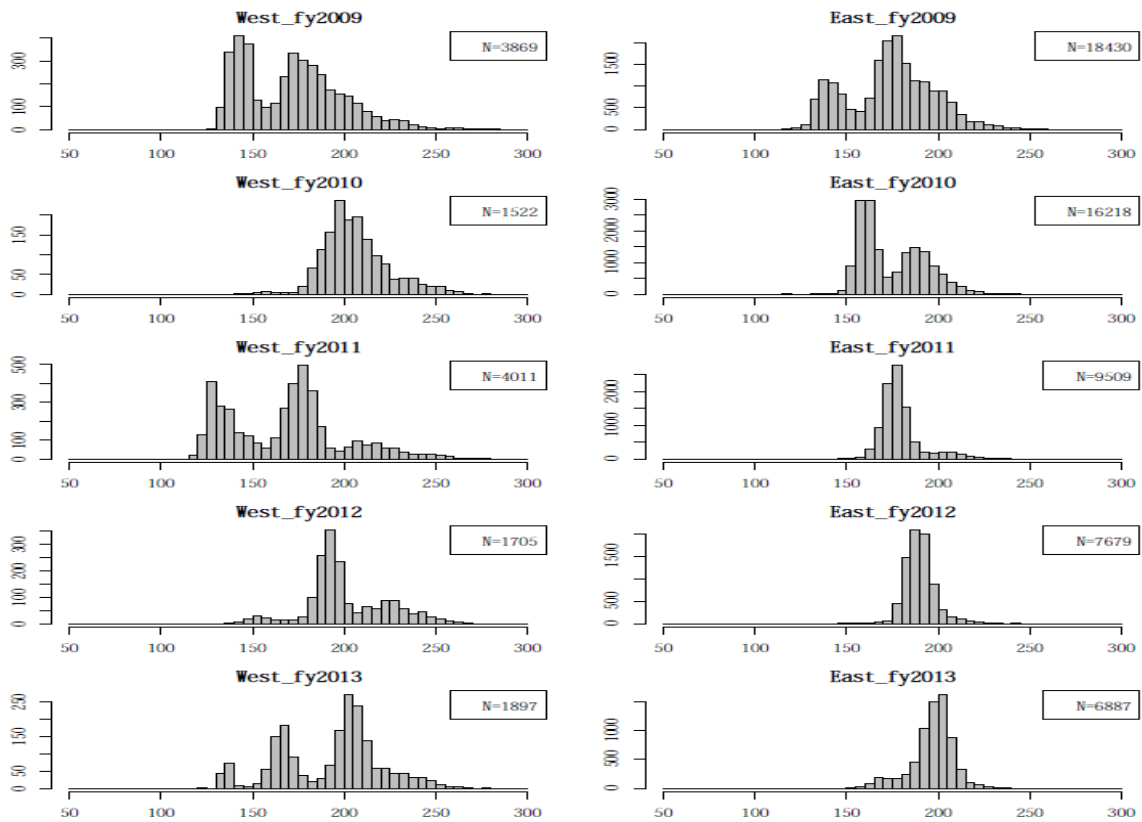 West_fy2009
N=3869
0 100 300
50 100 150 200 250 300
East_fy2009
N=18430
0 500 1500
50 100 150 200 250 300
West_fy2010
N=1522
0 50 150
50 100 150 200 250 300
East_fy2010
N=16218
0 1000 2000 3000
50 100 150 200 250 300
West_fy2011
N=4011
0 100 300 500
50 100 150 200 250 300
East_fy2011
N=9509
0 1000 2000
50 100 150 200 250 300
West_fy2012
N=1705
0 100 200 300
50 100 150 200 250 300
East_fy2012
N=7679
0 500 1500
50 100 150 200 250 300
West_fy2013
N=1897
0 50 150 250
50 100 150 200 250 300
East_fy2013
N=6887
0 500 1000
50 100 150 200 250 300